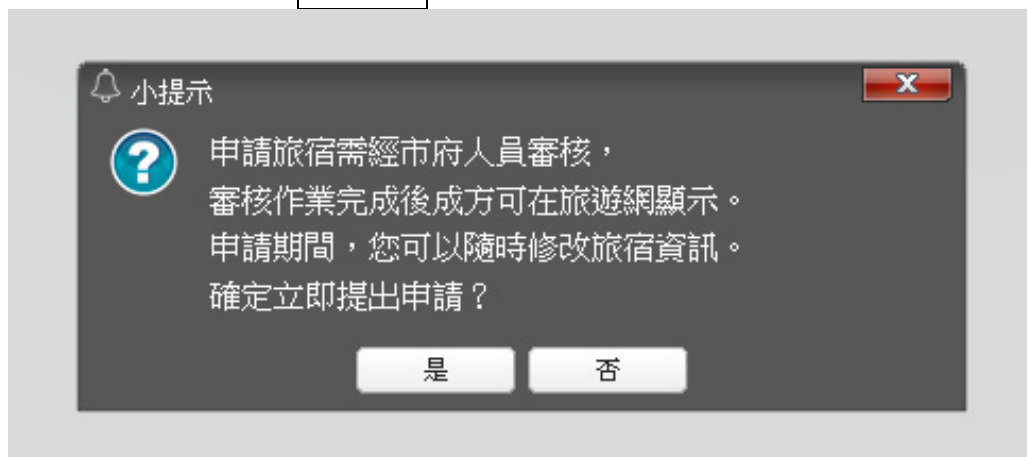 小提示
申請旅宿需經市府人員審核，
審核作業完成後成方可在旅遊網顯示。
申請期間，您可以隨時修改旅宿資訊。
確定立即提出申請？
是
否